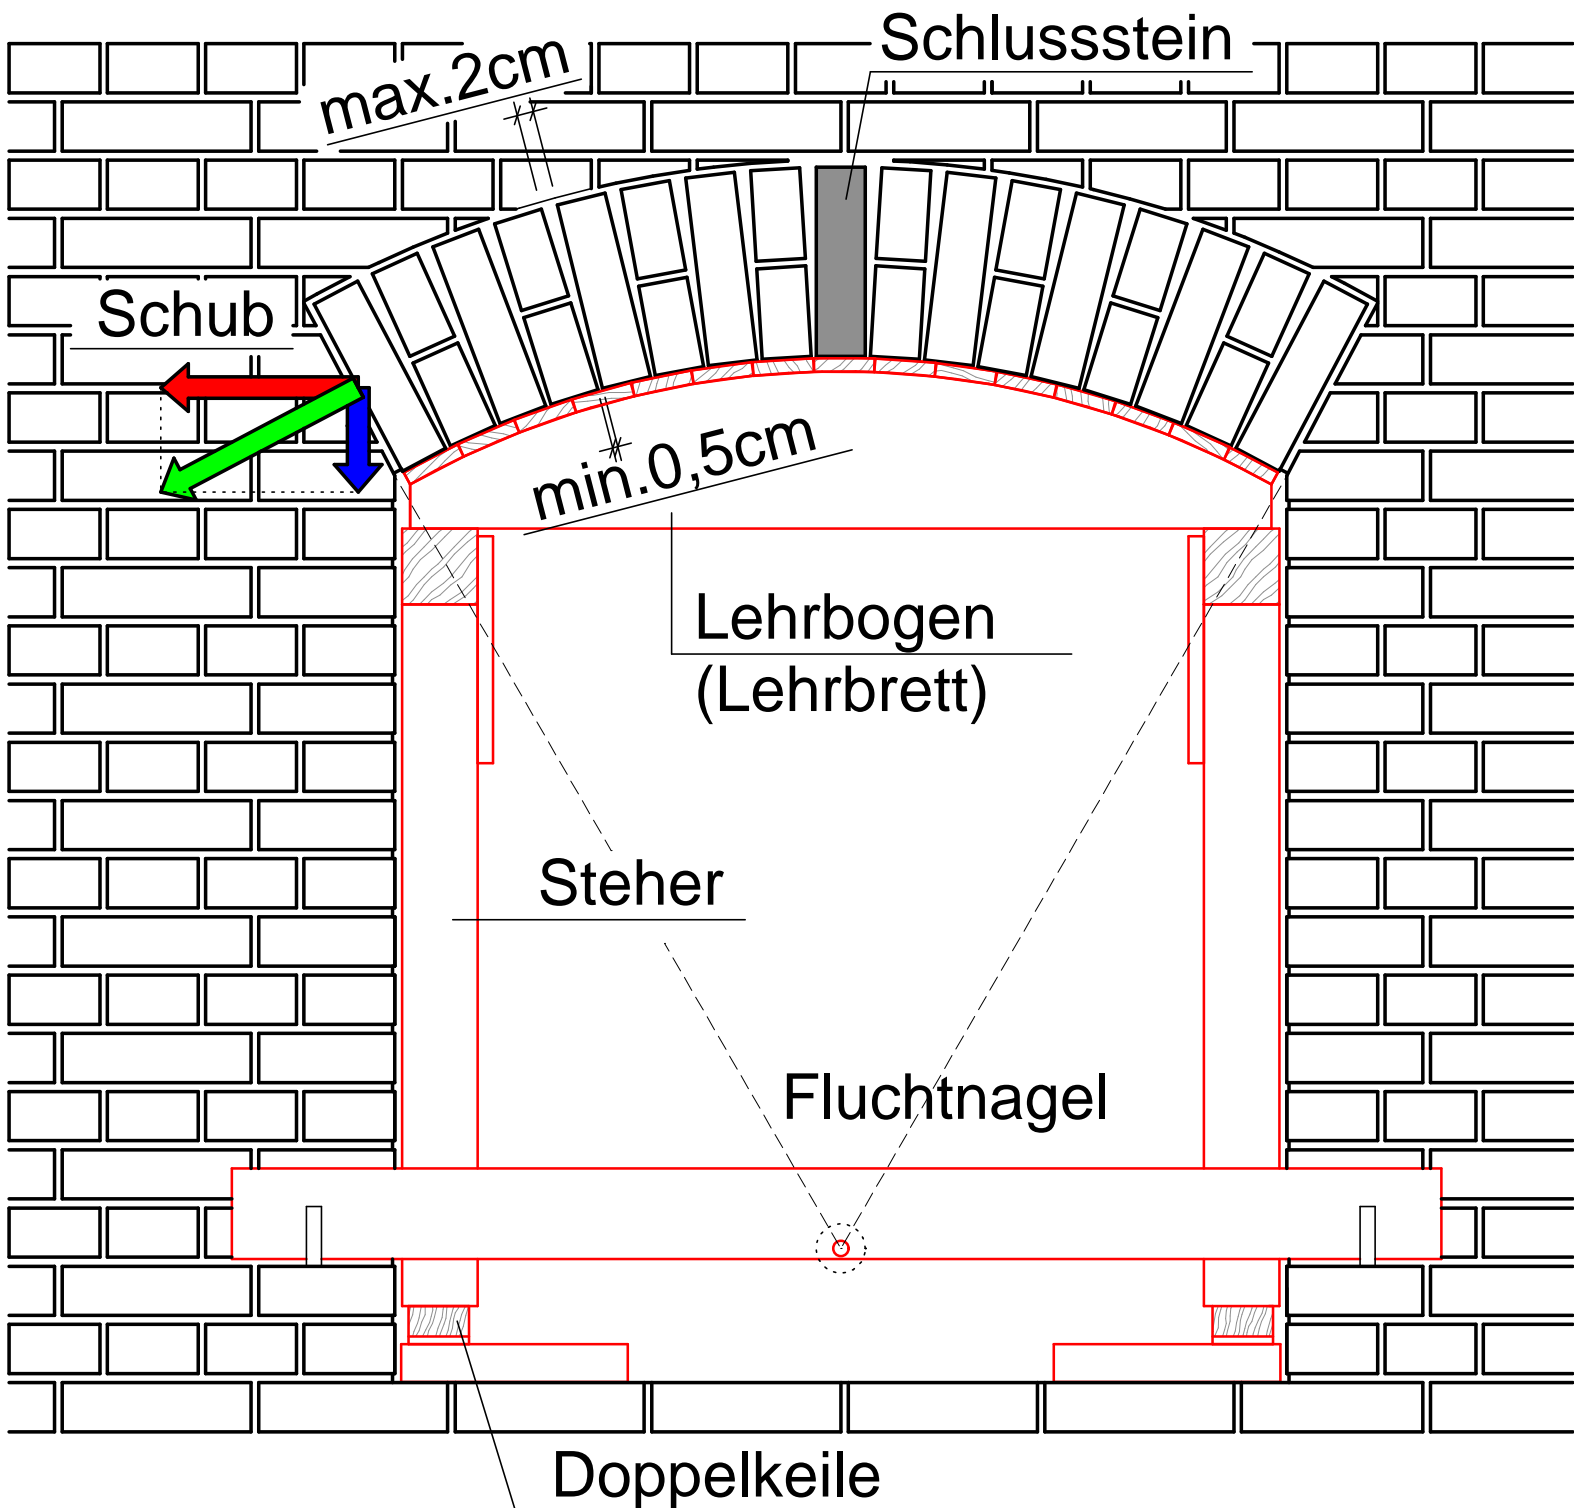 Schlussstein
max.2cm
Schub
min.0,5cm
Lehrbogen
(Lehrbrett)
Steher
Fluchtnagel
Doppelkeile